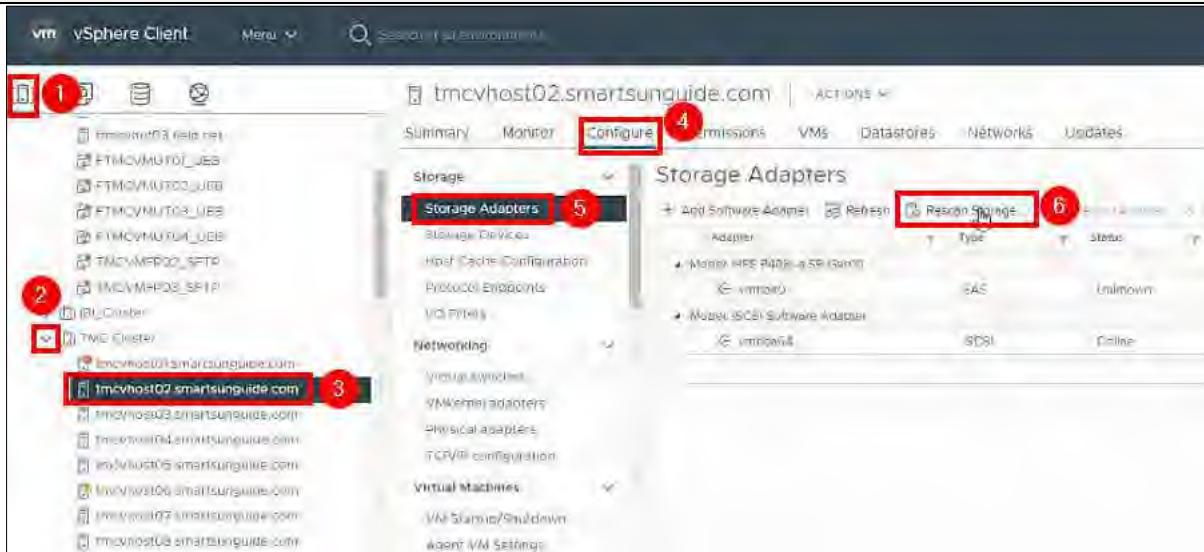 vm vSphere Client Menu
1
tmcvhost02.smartsunguide.com ACTIONS
Summary Monitor Configure 4 Permissions VMs Datastores Networks Updates
FTMCVMUT01_UEB
FTMCVMUT02_UEB
FTMCVMUT03_UEB
FTMCVMUT04_UEB
TMCVMFP02_SFTP
TMCVMFP03_SFTP
2
IBI_Cluster
TMC Cluster
tmcvhost01.smartsunguide.com
tmcvhost02.smartsunguide.com 3
tmcvhost03.smartsunguide.com
tmcvhost04.smartsunguide.com
tmcvhost05.smartsunguide.com
tmcvhost06.smartsunguide.com
tmcvhost07.smartsunguide.com
tmcvhost08.smartsunguide.com
Storage
Storage Adapters 5
Storage Devices
Host Cache Configuration
Protocol Endpoints
I/O Filters
Networking
Virtual switches
VMkernel adapters
Physical adapters
TCP/IP configuration
Virtual Machines
VM Startup/Shutdown
Agent VM Settings
Storage Adapters
+ Add Software Adapter Refresh Rescan Storage... 6
Adapter Type Status
SAS Unknown
Model: iSCSI Software Adapter
vmhba64 iSCSI Online